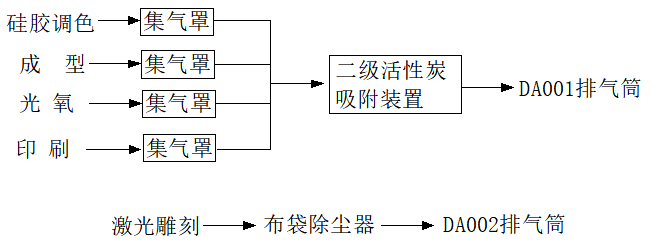 硅胶调色 集气罩
成 型 集气罩
光 氧 集气罩
印 刷 集气罩
二级活性炭
吸附装置
DA001排气筒
激光雕刻 布袋除尘器 DA002排气筒